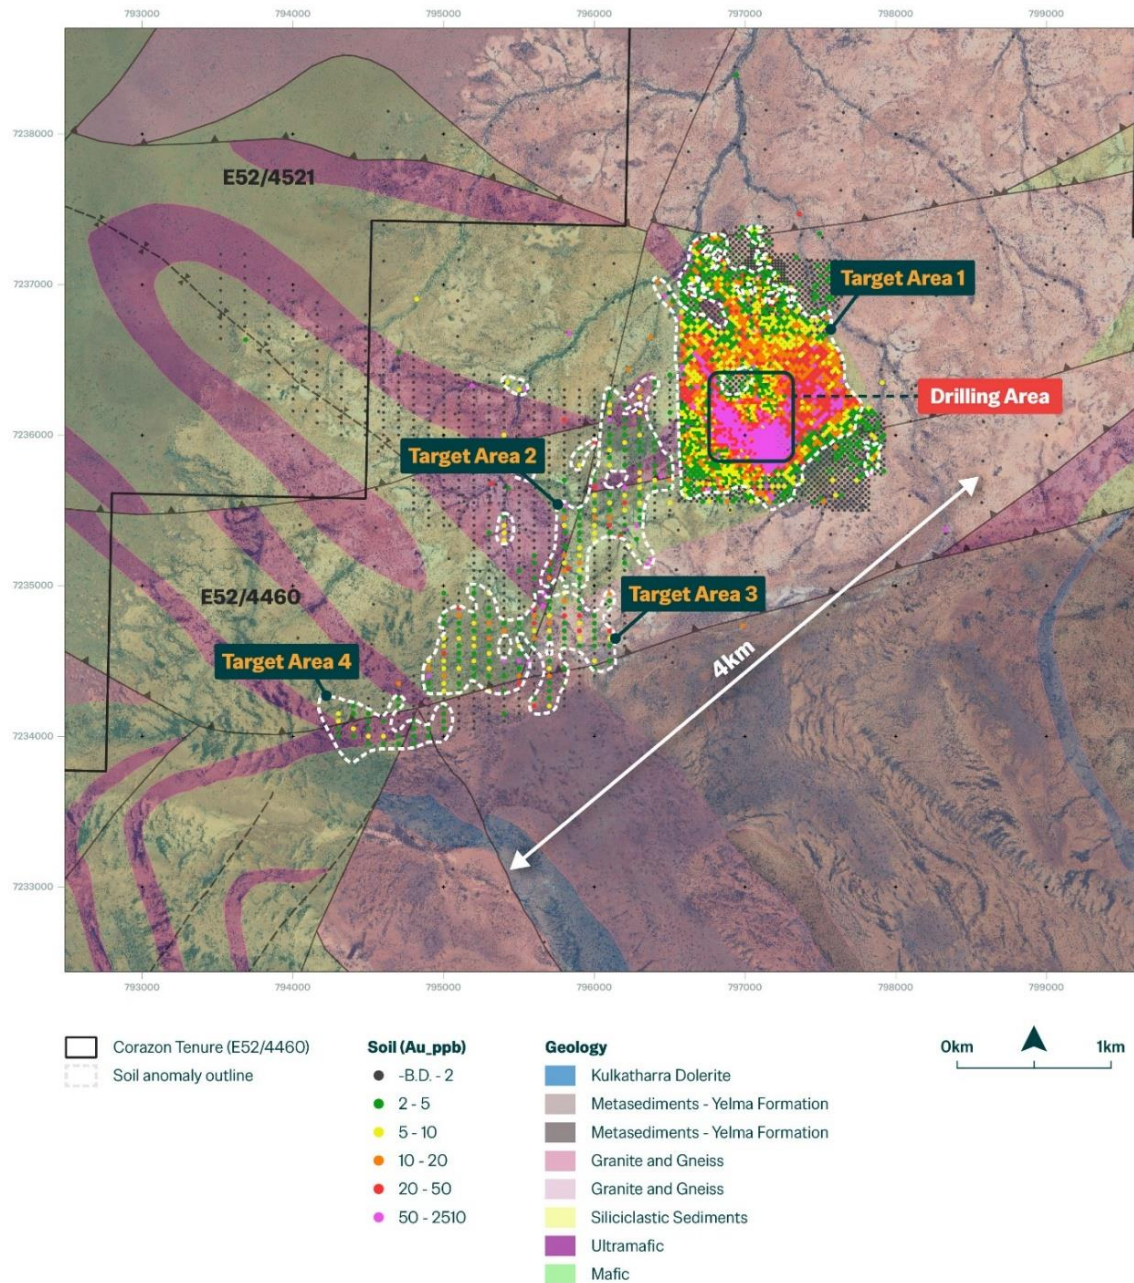 793000 794000 795000 796000 797000 798000 799000
7238000
E52/4521
7237000
Target Area 1
Drilling Area
7236000
Target Area 2
7235000
E52/4460
Target Area 3
Target Area 4
4km
7234000
7233000
793000 794000 795000 796000 797000 798000 799000
Corazon Tenure (E52/4460)
Soil anomaly outline
Soil (Au_ppb)
-B.D. - 2
2 - 5
5 - 10
10 - 20
20 - 50
50 - 2510
Geology
Kulkatharra Dolerite
Metasediments - Yelma Formation
Metasediments - Yelma Formation
Granite and Gneiss
Granite and Gneiss
Siliciclastic Sediments
Ultramafic
Mafic
0km 1km